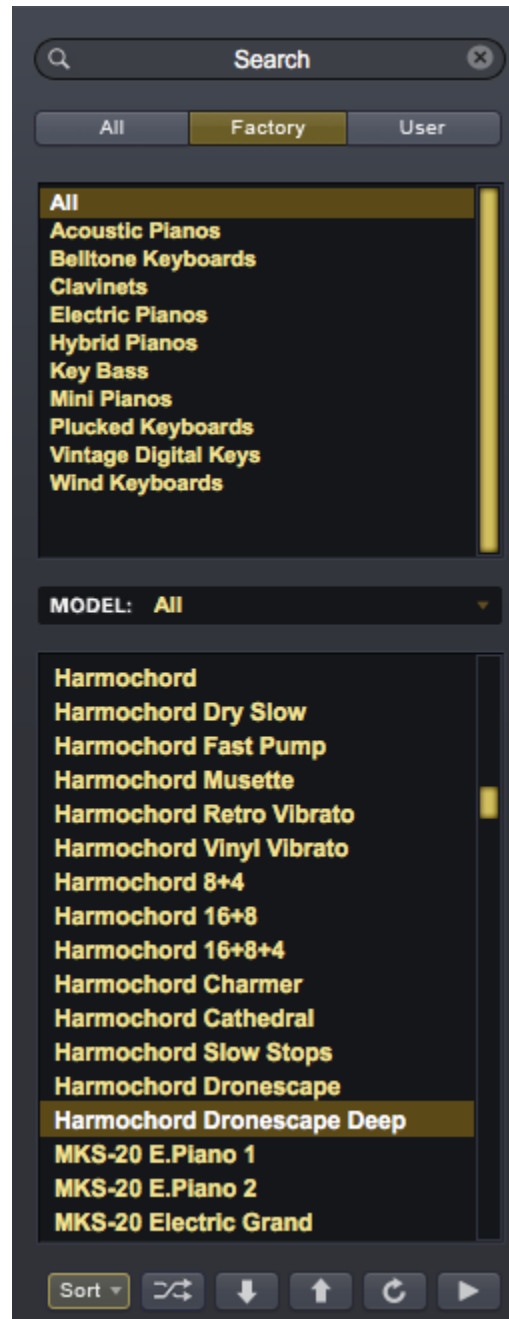 Search
All Factory User
All
Acoustic Pianos
Belltone Keyboards
Clavinets
Electric Pianos
Hybrid Pianos
Key Bass
Mini Pianos
Plucked Keyboards
Vintage Digital Keys
Wind Keyboards
MODEL: All
Harmochord
Harmochord Dry Slow
Harmochord Fast Pump
Harmochord Musette
Harmochord Retro Vibrato
Harmochord Vinyl Vibrato
Harmochord 8+4
Harmochord 16+8
Harmochord 16+8+4
Harmochord Charmer
Harmochord Cathedral
Harmochord Slow Stops
Harmochord Dronescape
Harmochord Dronescape Deep
MKS-20 E.Piano 1
MKS-20 E.Piano 2
MKS-20 Electric Grand
Sort